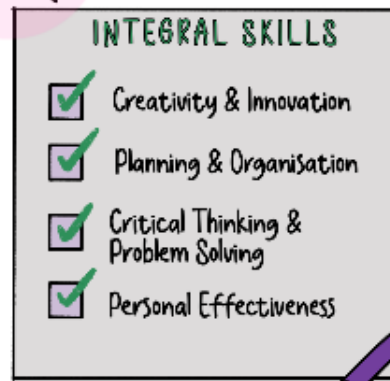 INTEGRAL SKILLS
Creativity & Innovation
Planning & Organisation
Critical Thinking &
Problem Solving
Personal Effectiveness